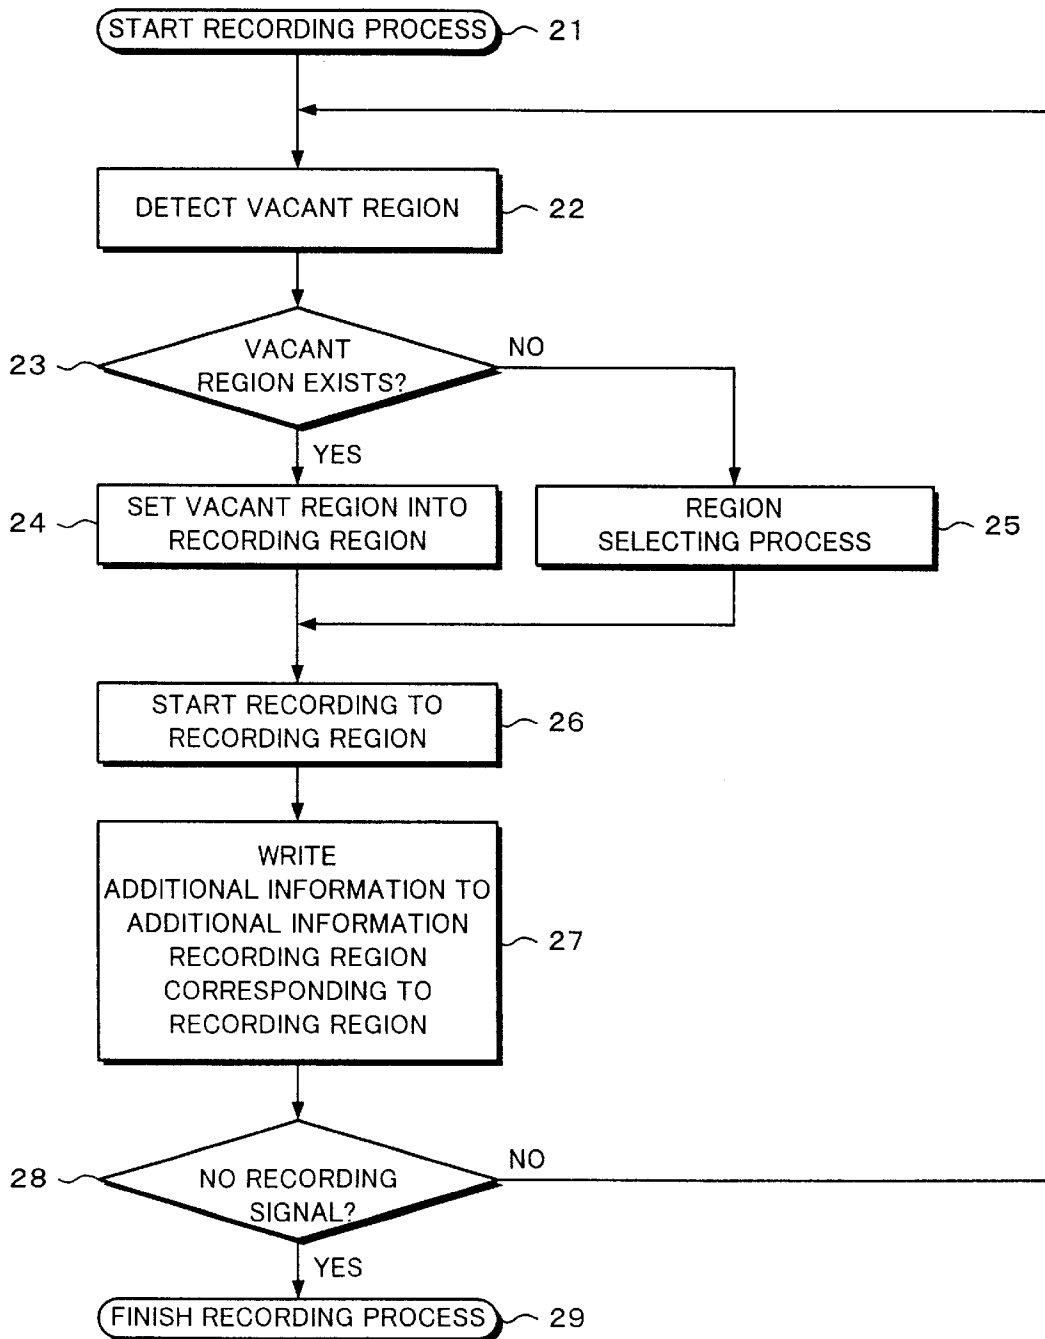 START RECORDING PROCESS 21
DETECT VACANT REGION 22
23
VACANT
REGION EXISTS?
NO
YES
24
SET VACANT REGION INTO
RECORDING REGION
REGION
SELECTING PROCESS
25
START RECORDING TO
RECORDING REGION
26
WRITE
ADDITIONAL INFORMATION TO
ADDITIONAL INFORMATION
RECORDING REGION
CORRESPONDING TO
RECORDING REGION
27
28
NO RECORDING
SIGNAL?
NO
YES
FINISH RECORDING PROCESS 29